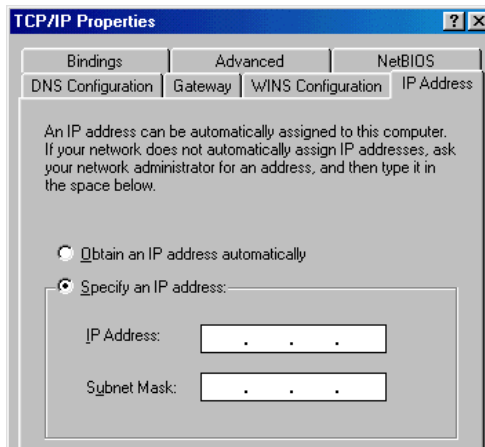 TCP/IP Properties
Bindings Advanced NetBIOS
DNS Configuration Gateway WINS Configuration IP Address
An IP address can be automatically assigned to this computer.
If your network does not automatically assign IP addresses, ask
your network administrator for an address, and then type it in
the space below.
Obtain an IP address automatically
Specify an IP address:
IP Address: . . .
Subnet Mask: . . .